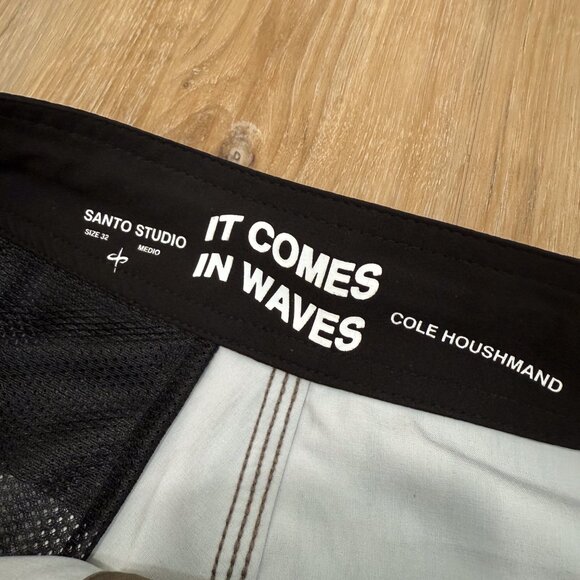 SANTO STUDIO
SIZE 32 MEDIO
IT COMES
IN WAVES
COLE HOUSHMAND